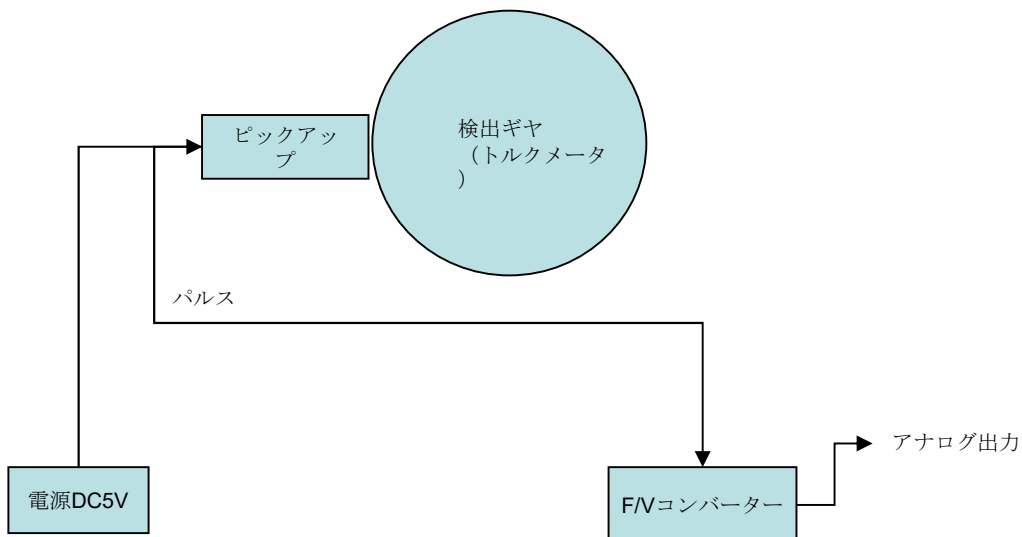 ピックアッ
プ
検出ギヤ
（トルクメータ
）
パルス
アナログ出力
電源DC5V
F/Vコンバーター